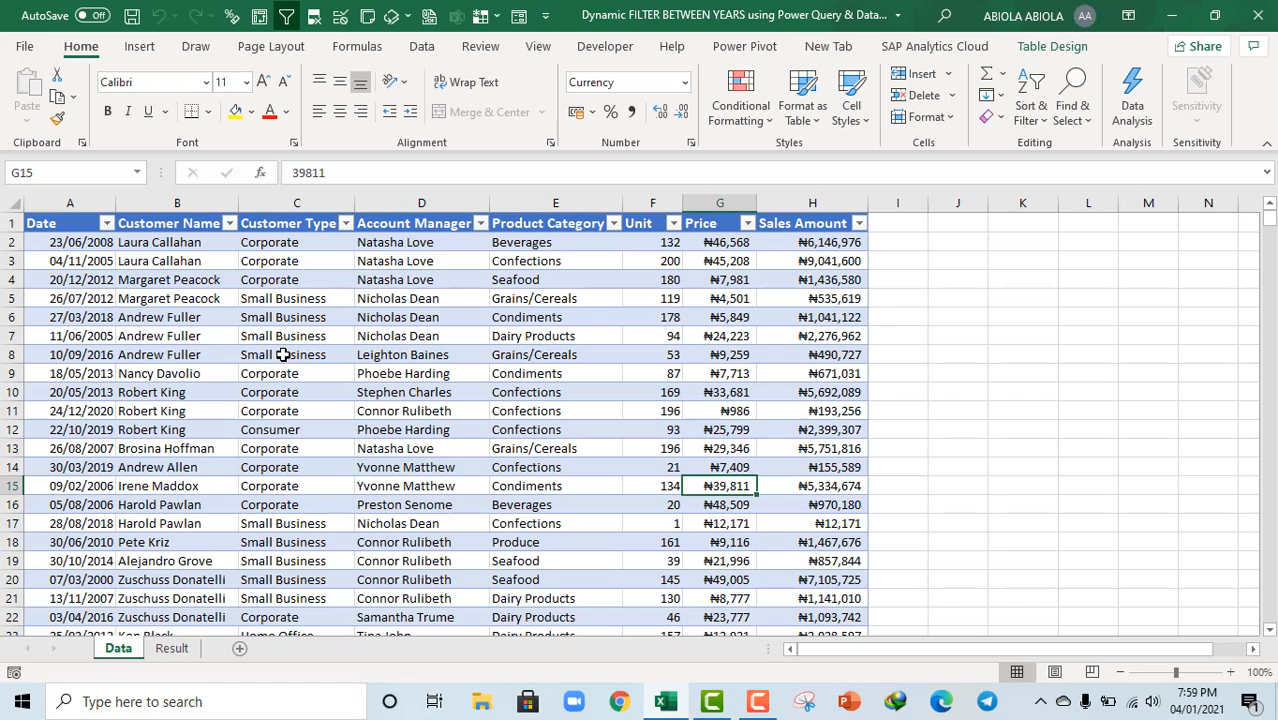 AutoSave Off Dynamic FILTER BETWEEN YEARS using Power Query & Data... ABIOLA ABIOLA AA
File Home Insert Draw Page Layout Formulas Data Review View Developer Help Power Pivot New Tab SAP Analytics Cloud Table Design Share
Paste Calibri 11 Wrap Text Currency Conditional Formatting Format as Table Cell Styles Insert Sort & Filter Find & Select Data Analysis Sensitivity
B I U A Merge & Center Delete
Format
Clipboard Font Alignment Number Styles Cells Editing Analysis Sensitivity
G15 fx 39811
A B C D E F G H I J K L M N
1 Date Customer Name Customer Type Account Manager Product Category Unit Price Sales Amount
2 23/06/2008 Laura Callahan Corporate Natasha Love Beverages 132 ₦46,568 ₦6,146,976
3 04/11/2005 Laura Callahan Corporate Natasha Love Confections 200 ₦45,208 ₦9,041,600
4 20/12/2012 Margaret Peacock Corporate Natasha Love Seafood 180 ₦7,981 ₦1,436,580
5 26/07/2012 Margaret Peacock Small Business Nicholas Dean Grains/Cereals 119 ₦4,501 ₦535,619
6 27/03/2018 Andrew Fuller Small Business Nicholas Dean Condiments 178 ₦5,849 ₦1,041,122
7 11/06/2005 Andrew Fuller Small Business Nicholas Dean Dairy Products 94 ₦24,223 ₦2,276,962
8 10/09/2016 Andrew Fuller Small Business Leighton Baines Grains/Cereals 53 ₦9,259 ₦490,727
9 18/05/2013 Nancy Davolio Corporate Phoebe Harding Condiments 87 ₦7,713 ₦671,031
10 20/05/2013 Robert King Corporate Stephen Charles Confections 169 ₦33,681 ₦5,692,089
11 24/12/2020 Robert King Corporate Connor Rulibeth Confections 196 ₦986 ₦193,256
12 22/10/2019 Robert King Consumer Phoebe Harding Confections 93 ₦25,799 ₦2,399,307
13 26/08/2007 Brosina Hoffman Corporate Natasha Love Grains/Cereals 196 ₦29,346 ₦5,751,816
14 30/03/2019 Andrew Allen Corporate Yvonne Matthew Confections 21 ₦7,409 ₦155,589
15 09/02/2006 Irene Maddox Corporate Yvonne Matthew Condiments 134 ₦39,811 ₦5,334,674
16 05/08/2006 Harold Pawlan Corporate Preston Senome Beverages 20 ₦48,509 ₦970,180
17 28/08/2018 Harold Pawlan Small Business Nicholas Dean Confections 1 ₦12,171 ₦12,171
18 30/06/2010 Pete Kriz Small Business Connor Rulibeth Produce 161 ₦9,116 ₦1,467,676
19 30/10/2014 Alejandro Grove Small Business Connor Rulibeth Seafood 39 ₦21,996 ₦857,844
20 07/03/2000 Zuschuss Donatelli Small Business Connor Rulibeth Seafood 145 ₦49,005 ₦7,105,725
21 13/11/2007 Zuschuss Donatelli Small Business Connor Rulibeth Dairy Products 130 ₦8,777 ₦1,141,010
22 03/04/2016 Zuschuss Donatelli Corporate Samantha Trume Dairy Products 46 ₦23,777 ₦1,093,742
Ken Black Home Office Tina John Dairy Products
Data Result
100%
Type here to search 7:59 PM
04/01/2021